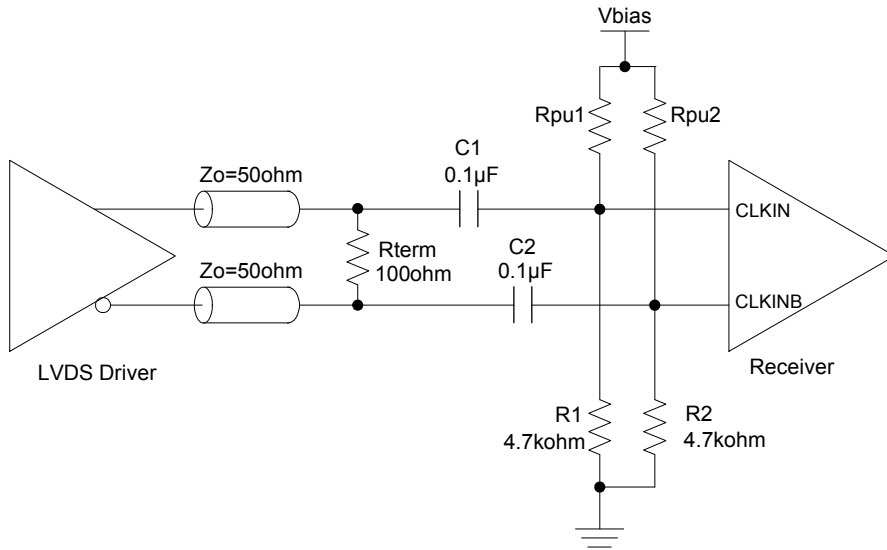 Vbias
Rpu1
Rpu2
C1
0.1µF
Zo=50ohm
CLKIN
Rterm
100ohm
C2
0.1µF
Zo=50ohm
CLKINB
LVDS Driver
Receiver
R1
4.7kohm
R2
4.7kohm